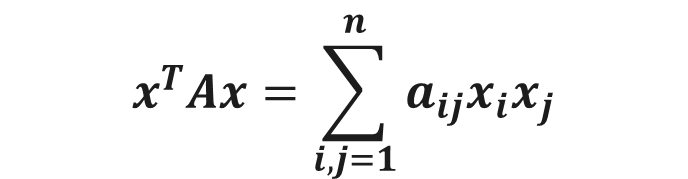 x^T Ax = \sum_{i,j=1}^{n} a_{ij} x_i x_j